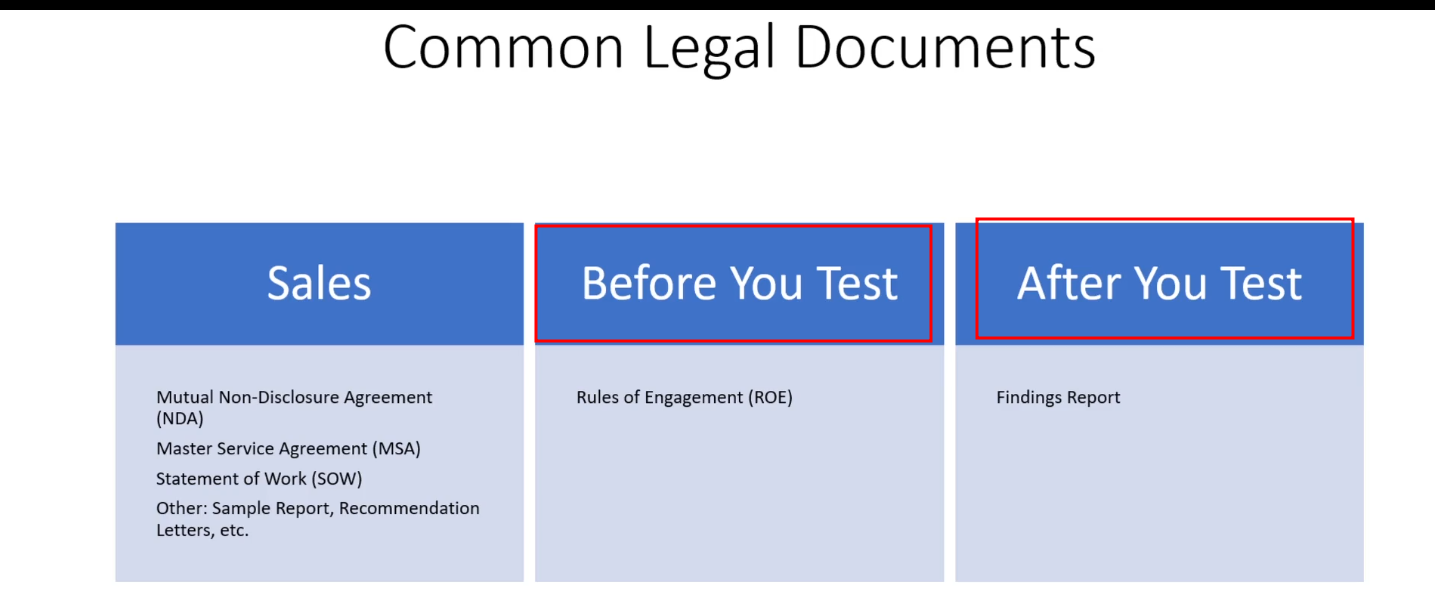 Common Legal Documents
Sales
Mutual Non-Disclosure Agreement
(NDA)
Master Service Agreement (MSA)
Statement of Work (SOW)
Other: Sample Report, Recommendation
Letters, etc.
Before You Test
Rules of Engagement (ROE)
After You Test
Findings Report